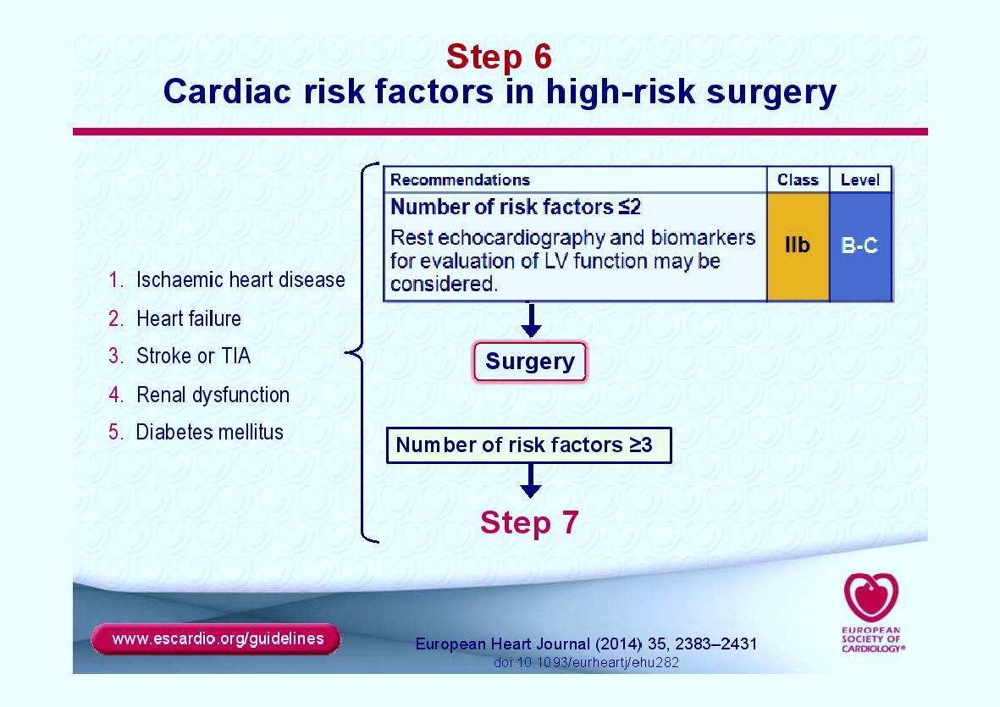 Step 6
Cardiac risk factors in high-risk surgery
1. Ischaemic heart disease
2. Heart failure
3. Stroke or TIA
4. Renal dysfunction
5. Diabetes mellitus
Recommendations Class Level
Number of risk factors ≤2
Rest echocardiography and biomarkers
for evaluation of LV function may be
considered.
IIb B-C
Surgery
Number of risk factors ≥3
Step 7
www.escardio.org/guidelines
European Heart Journal (2014) 35, 2383–2431
doi:10.1093/eurheartj/ehu282
EUROPEAN
SOCIETY OF
CARDIOLOGY®